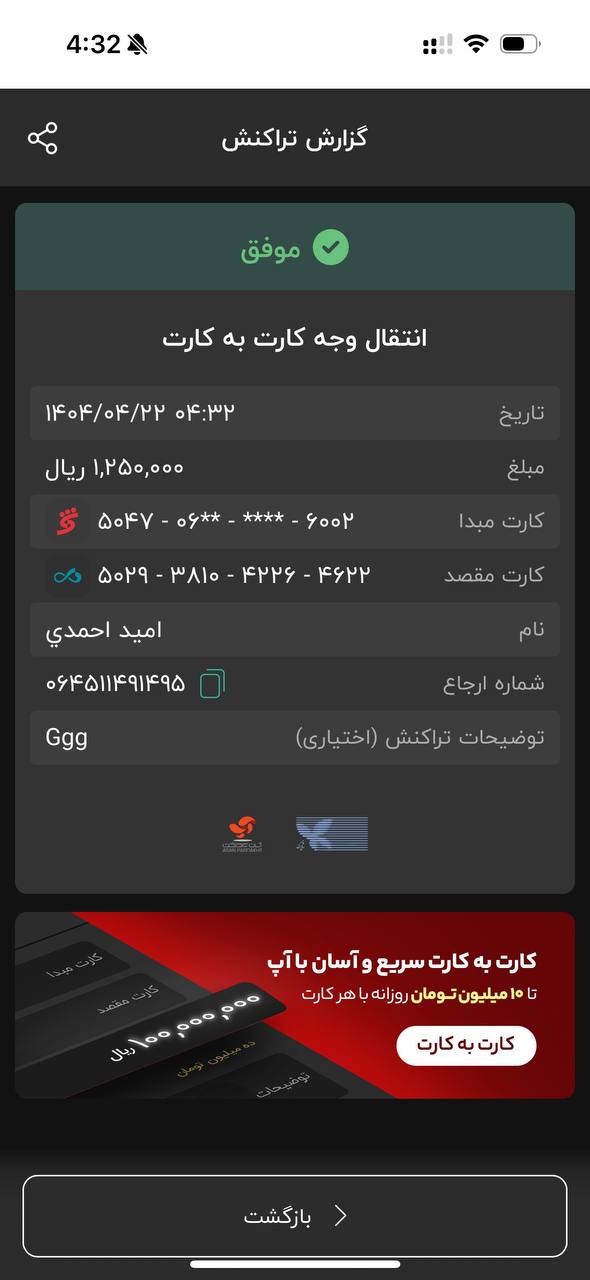 4:32
گزارش تراکنش
موفق
انتقال وجه کارت به کارت
تاریخ ۱۴۰۴/۰۴/۲۲ ۰۴:۳۲
مبلغ ۱,۲۵۰,۰۰۰ ریال
کارت مبدا ۵۰۴۷ - ۰۶** - **** - ۶۰۰۲
کارت مقصد ۵۰۲۹ - ۳۸۱۰ - ۴۲۲۶ - ۴۶۲۲
نام اميد احمدي
شماره ارجاع ۰۶۴۵۱۱۴۹۱۴۹۵
توضیحات تراکنش (اختیاری) Ggg
کارت به کارت سریع و آسان با آپ
تا ۱۰ میلیون تومان روزانه با هر کارت
کارت به کارت
کارت مبدا
کارت مقصد
۱۰۰,۰۰۰,۰۰۰ ریال
ده میلیون تومان
توضیحات
بازگشت